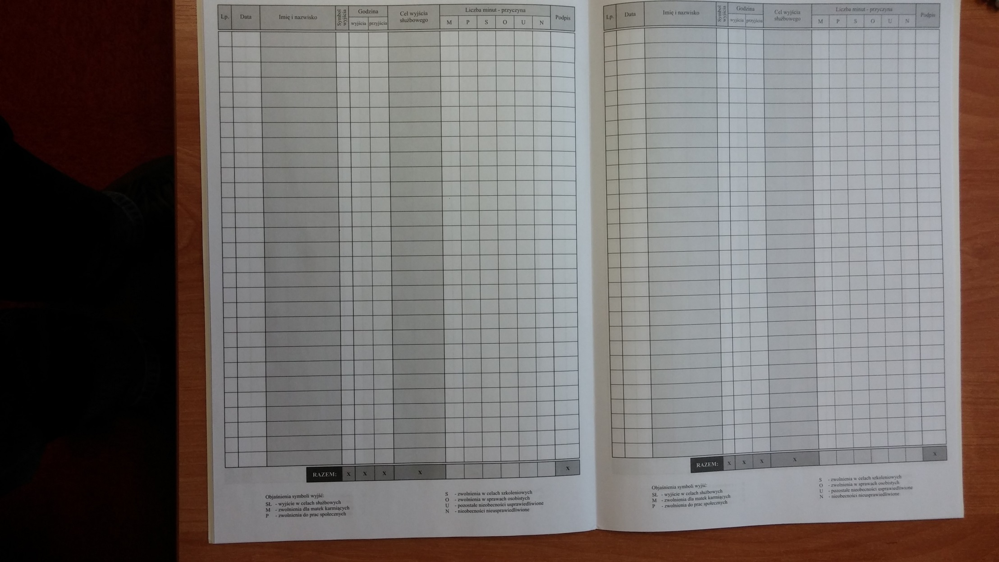 Lp. Data Imię i nazwisko Symbol wyjścia Godzina Cel wyjścia służbowego Liczba minut - przyczyna Podpis
wyjścia przyjścia M P S O U N
RAZEM: X X X X X
Objaśnienia symboli wyjść:
SŁ - wyjście w celach służbowych
M - zwolnienia dla matek karmiących
P - zwolnienia do prac społecznych
S - zwolnienia w celach szkoleniowych
O - zwolnienia w sprawach osobistych
U - pozostałe nieobecności usprawiedliwione
N - nieobecności nieusprawiedliwione
Lp. Data Imię i nazwisko Symbol wyjścia Godzina Cel wyjścia służbowego Liczba minut - przyczyna Podpis
wyjścia przyjścia M P S O U N
RAZEM: X X X X X
Objaśnienia symboli wyjść:
SŁ - wyjście w celach służbowych
M - zwolnienia dla matek karmiących
P - zwolnienia do prac społecznych
S - zwolnienia w celach szkoleniowych
O - zwolnienia w sprawach osobistych
U - pozostałe nieobecności usprawiedliwione
N - nieobecności nieusprawiedliwione